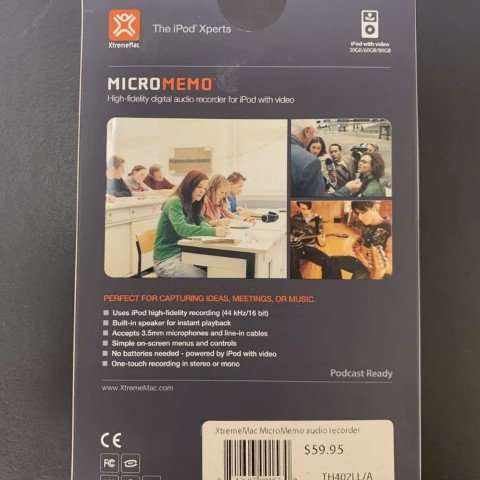 XtremeMac
The iPod Xperts
iPod with video
30GB/60GB/80GB
MICROMEMO™
High-fidelity digital audio recorder for iPod with video
PERFECT FOR CAPTURING IDEAS, MEETINGS, OR MUSIC.
Uses iPod high-fidelity recording (44 kHz/16 bit)
Built-in speaker for instant playback
Accepts 3.5mm microphones and line-in cables
Simple on-screen menus and controls
No batteries needed - powered by iPod with video
One-touch recording in stereo or mono
Podcast Ready
www.XtremeMac.com
CE
FC
XtremeMac MicroMemo audio recorder
$59.95
TH402LL/A